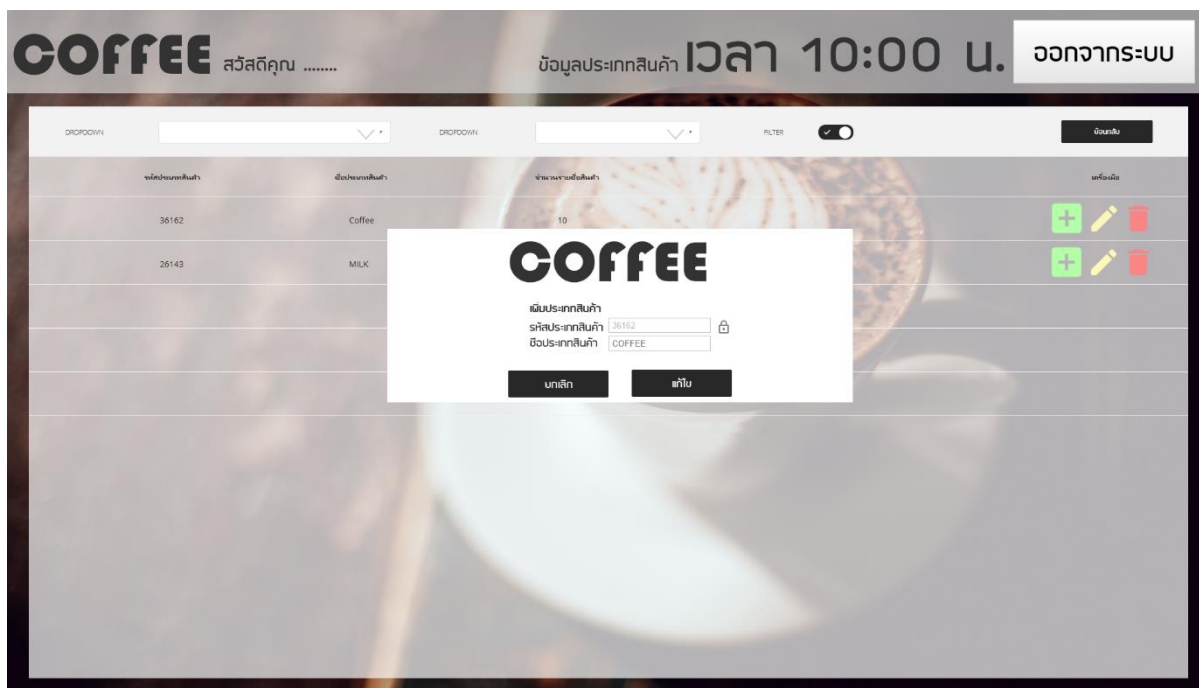 COFFEE สวัสดีคุณ ........ ข้อมูลประเภทสินค้า เวลา 10:00 น. ออกจากระบบ
DROPDOWN DROPDOWN FILTER ย้อนกลับ
รหัสประเภทสินค้า ชื่อประเภทสินค้า จำนวนรายชื่อสินค้า เครื่องมือ
36162 Coffee 10
26143 MILK
COFFEE
เพิ่มประเภทสินค้า
รหัสประเภทสินค้า 36162
ชื่อประเภทสินค้า COFFEE
ยกเลิก แก้ไข